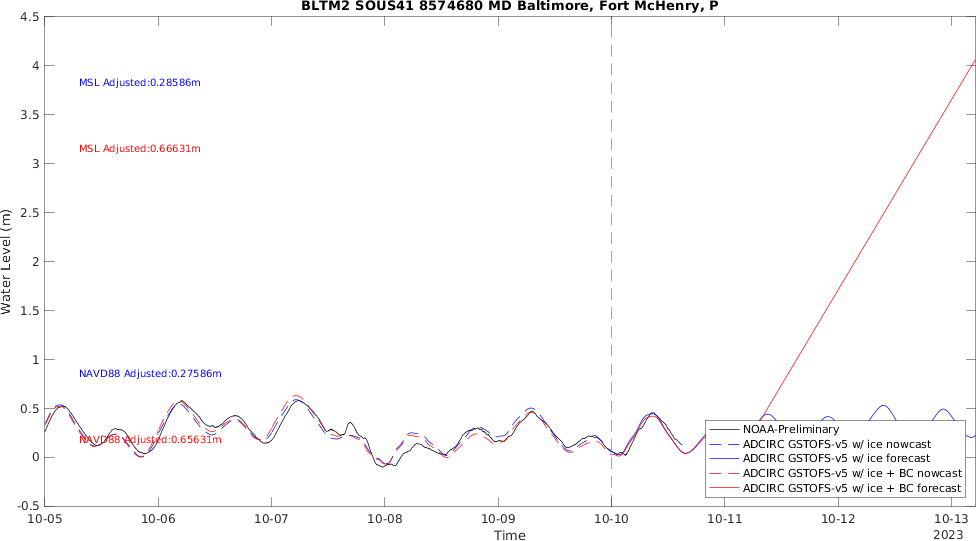 BLTM2 SOUS41 8574680 MD Baltimore, Fort McHenry, P
4.5
4
3.5
3
2.5
2
1.5
1
0.5
0
-0.5
Water Level (m)
MSL Adjusted:0.28586m
MSL Adjusted:0.66631m
NAVD88 Adjusted:0.27586m
NAVD88 Adjusted:0.65631m
NOAA-Preliminary
ADCIRC GSTOFS-v5 w/ ice nowcast
ADCIRC GSTOFS-v5 w/ ice forecast
ADCIRC GSTOFS-v5 w/ ice + BC nowcast
ADCIRC GSTOFS-v5 w/ ice + BC forecast
10-05 10-06 10-07 10-08 10-09 10-10 10-11 10-12 10-13
Time
2023